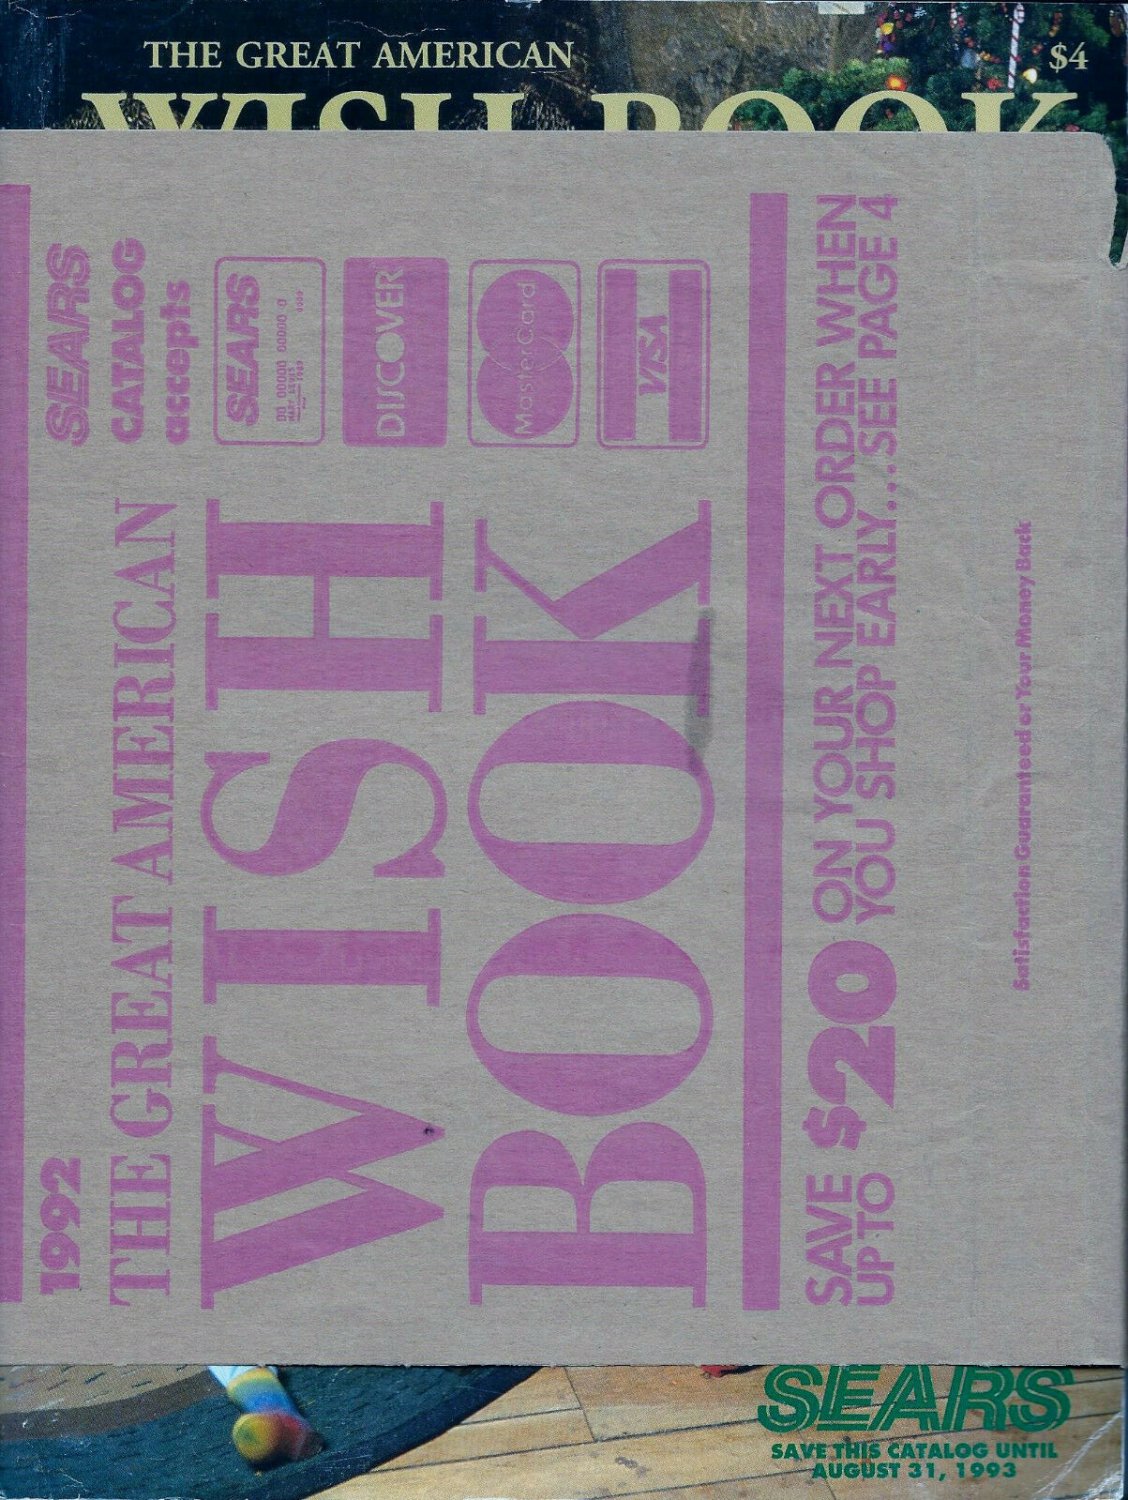 THE GREAT AMERICAN
$4
WISH BOOK
1992
THE GREAT AMERICAN
WISH
BOOK
SEARS
CATALOG
accepts
SEARS
DISCOVER
MasterCard
VISA
SAVE UP TO $20 ON YOUR NEXT ORDER WHEN
YOU SHOP EARLY...SEE PAGE 4
Satisfaction Guaranteed or Your Money Back
SEARS
SAVE THIS CATALOG UNTIL
AUGUST 31, 1993